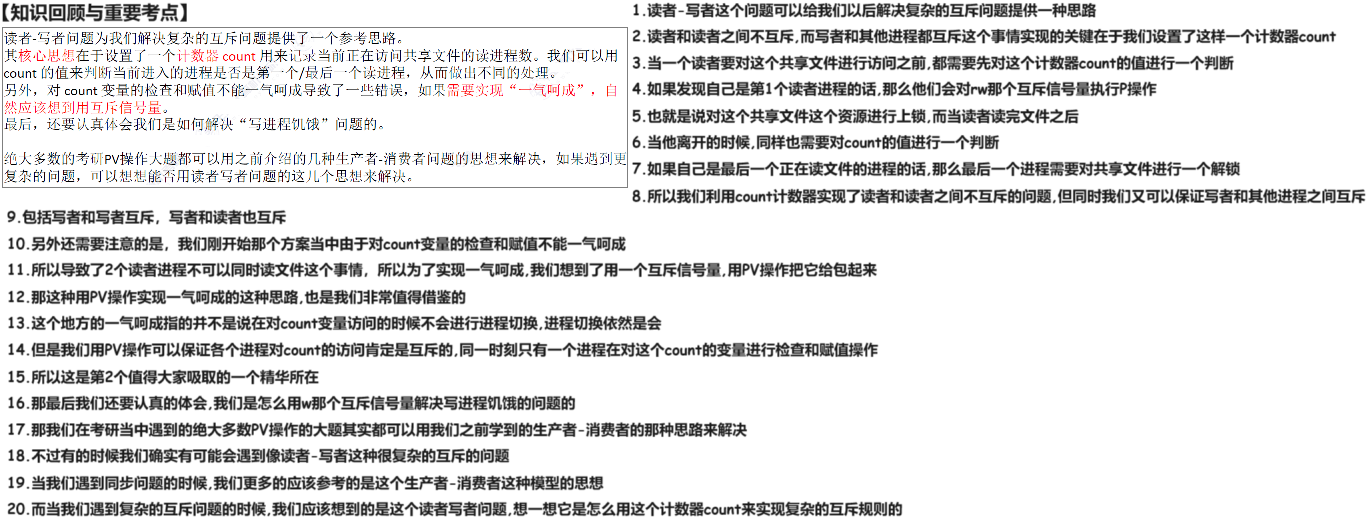 【知识回顾与重要考点】
读者-写者问题为我们解决复杂的互斥问题提供了一个参考思路。
其核心思想在于设置了一个计数器 count 用来记录当前正在访问共享文件的读进程数。我们可以用
count 的值来判断当前进入的进程是否是第一个/最后一个读进程，从而做出不同的处理。
另外，对 count 变量的检查和赋值不能一气呵成导致了一些错误，如果需要实现“一气呵成”，自
然应该想到用互斥信号量。
最后，还要认真体会我们是如何解决“写进程饥饿”问题的。
绝大多数的考研PV操作大题都可以用之前介绍的几种生产者-消费者问题的思想来解决，如果遇到更
复杂的问题，可以想想能否用读者写者问题的这几个思想来解决。
1.读者-写者这个问题可以给我们以后解决复杂的互斥问题提供一种思路
2.读者和读者之间不互斥,而写者和其他进程都互斥这个事情实现的关键在于我们设置了这样一个计数器count
3.当一个读者要对这个共享文件进行访问之前,都需要先对这个计数器count的值进行一个判断
4.如果发现自己是第1个读者进程的话,那么他们会对rw那个互斥信号量执行P操作
5.也就是说对这个共享文件这个资源进行上锁,而当读者读完文件之后
6.当他离开的时候,同样也需要对count的值进行一个判断
7.如果自己是最后一个正在读文件的进程的话,那么最后一个进程需要对共享文件进行一个解锁
8.所以我们利用count计数器实现了读者和读者之间不互斥的问题,但同时我们又可以保证写者和其他进程之间互斥
9.包括写者和写者互斥，写者和读者也互斥
10.另外还需要注意的是，我们刚开始那个方案当中由于对count变量的检查和赋值不能一气呵成
11.所以导致了2个读者进程不可以同时读文件这个事情，所以为了实现一气呵成,我们想到了用一个互斥信号量,用PV操作把它给包起来
12.那这种用PV操作实现一气呵成的这种思路,也是我们非常值得借鉴的
13.这个地方的一气呵成指的并不是说在对count变量访问的时候不会进行进程切换,进程切换依然是会
14.但是我们用PV操作可以保证各个进程对count的访问肯定是互斥的,同一时刻只有一个进程在对这个count的变量进行检查和赋值操作
15.所以这是第2个值得大家吸取的一个精华所在
16.那最后我们还要认真的体会,我们是怎么用w那个互斥信号量解决写进程饥饿的问题的
17.那我们在考研当中遇到的绝大多数PV操作的大题其实都可以用我们之前学到的生产者-消费者的那种思路来解决
18.不过有的时候我们确实有可能会遇到像读者-写者这种很复杂的互斥的问题
19.当我们遇到同步问题的时候,我们更多的应该参考的是这个生产者-消费者这种模型的思想
20.而当我们遇到复杂的互斥问题的时候,我们应该想到的是这个读者写者问题,想一想它是怎么用这个计数器count来实现复杂的互斥规则的